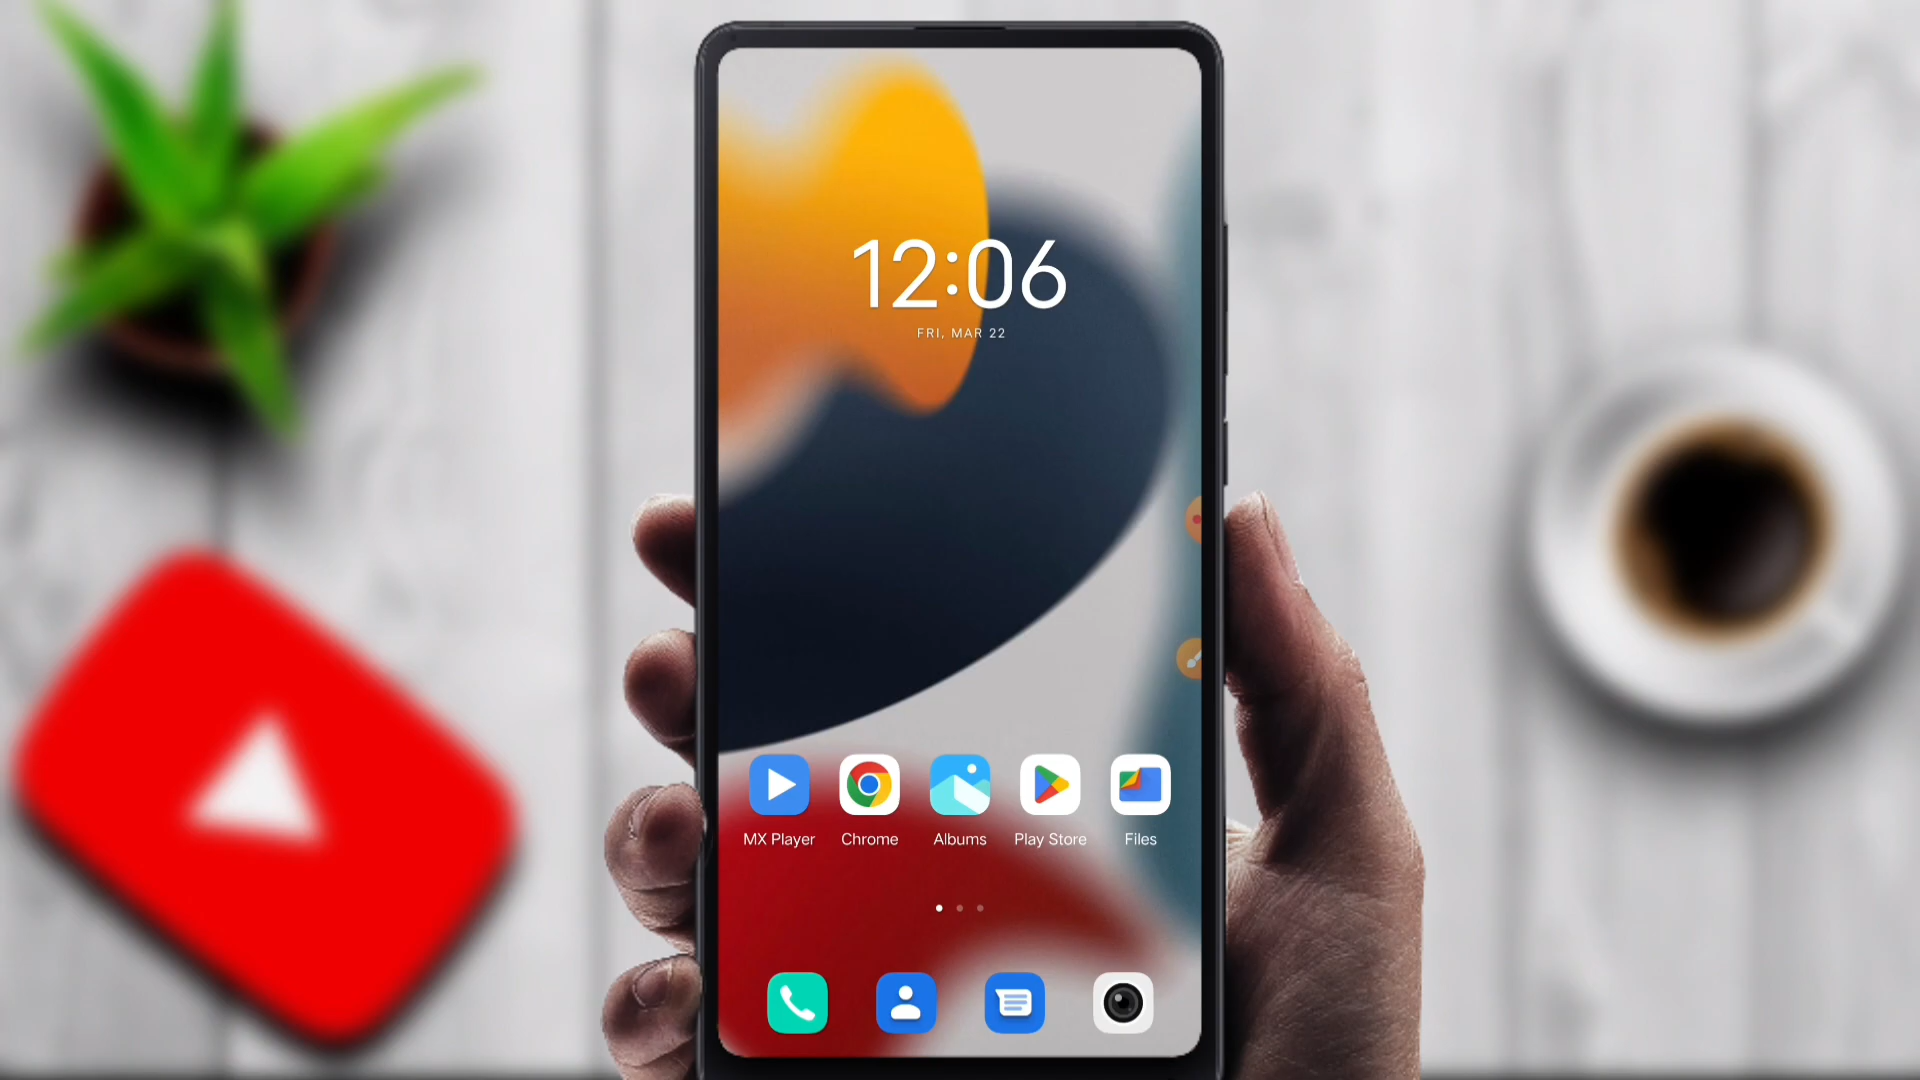 12:06
FRI, MAR 22
MX Player
Chrome
Albums
Play Store
Files